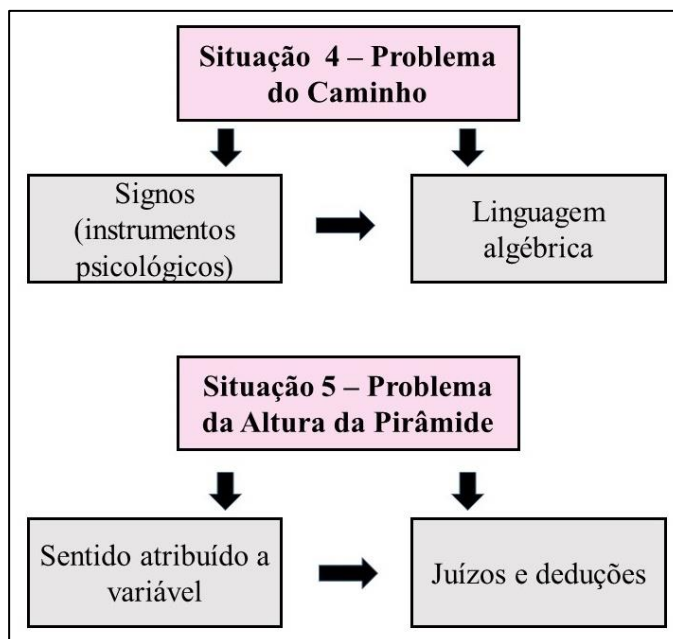 Situação 4 – Problema
do Caminho
Signos
(instrumentos
psicológicos)
Linguagem
algébrica
Situação 5 – Problema
da Altura da Pirâmide
Sentido atribuído a
variável
Juízos e deduções